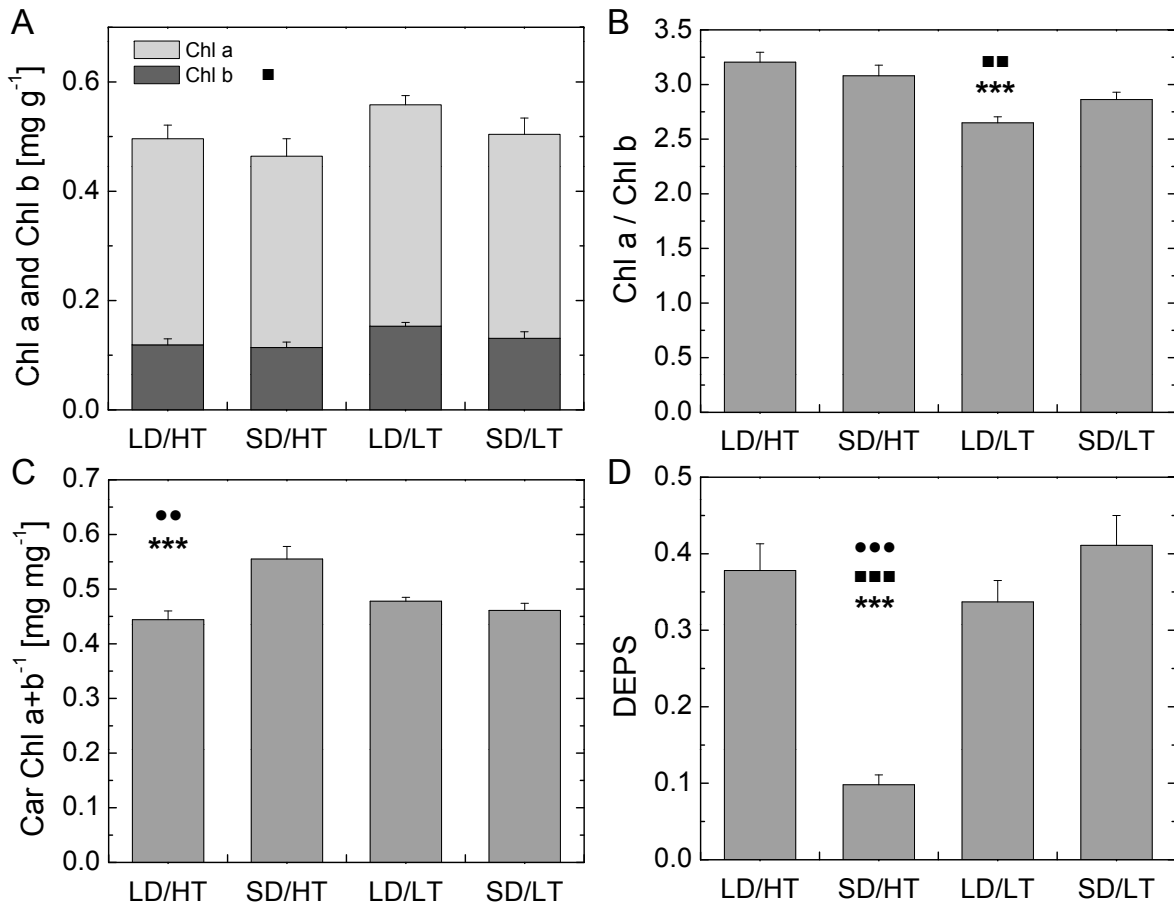 A
Chl a
Chl b
Chl a and Chl b [mg g⁻¹]
0.6
0.4
0.2
0.0
LD/HT SD/HT LD/LT SD/LT
B
Chl a / Chl b
3.5
3.0
2.5
2.0
1.5
1.0
0.5
0.0
***
LD/HT SD/HT LD/LT SD/LT
C
Car Chl a+b⁻¹ [mg mg⁻¹]
0.7
0.6
0.5
0.4
0.3
0.2
0.1
0.0
***
LD/HT SD/HT LD/LT SD/LT
D
DEPS
0.5
0.4
0.3
0.2
0.1
0.0
***
LD/HT SD/HT LD/LT SD/LT